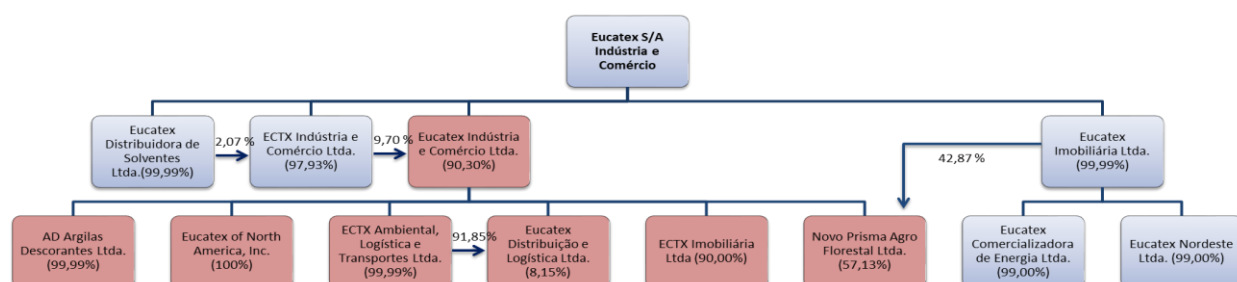 Eucatex S/A
Indústria e
Comércio
Eucatex
Distribuidora de
Solventes
Ltda.(99,99%)
2,07 %
ECTX Indústria e
Comércio Ltda.
(97,93%)
9,70 %
Eucatex Indústria
e Comércio Ltda.
(90,30%)
Eucatex
Imobiliária Ltda.
(99,99%)
42,87 %
AD Argilas
Descorantes Ltda.
(99,99%)
Eucatex of North
America, Inc.
(100%)
ECTX Ambiental,
Logística e
Transportes Ltda.
(99,99%)
91,85%
Eucatex
Distribuição e
Logística Ltda.
(8,15%)
ECTX Imobiliária
Ltda (90,00%)
Novo Prisma Agro
Florestal Ltda.
(57,13%)
Eucatex
Comercializadora
de Energia Ltda.
(99,00%)
Eucatex Nordeste
Ltda. (99,00%)